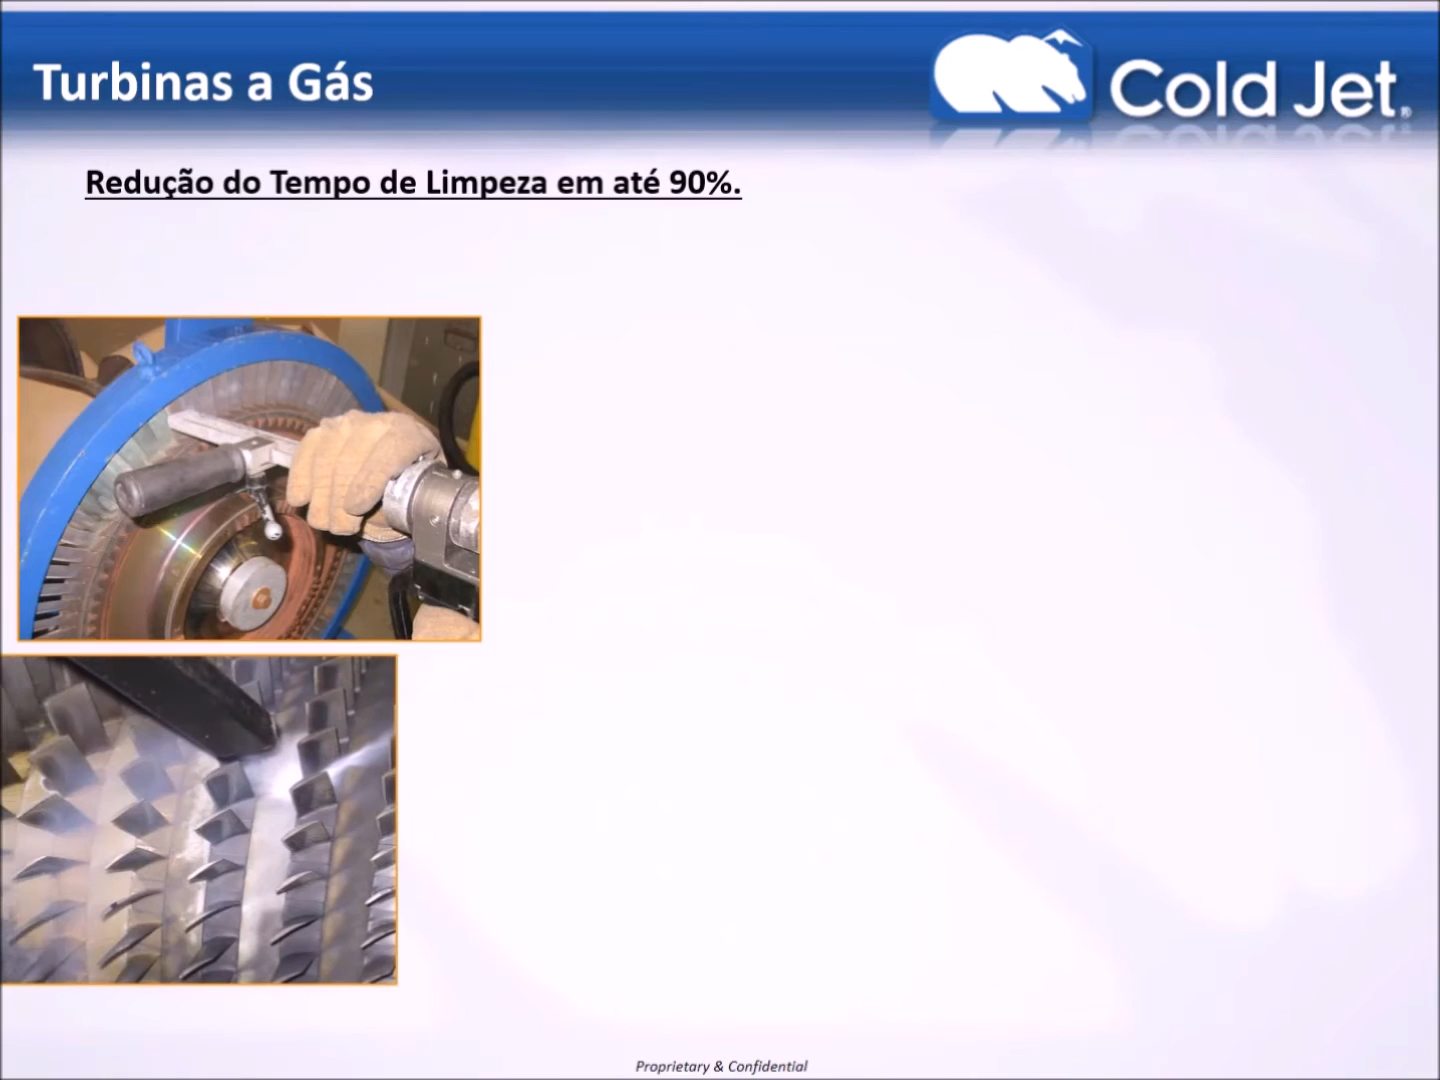 Turbinas a Gás
Cold Jet®
Redução do Tempo de Limpeza em até 90%.
Proprietary & Confidential